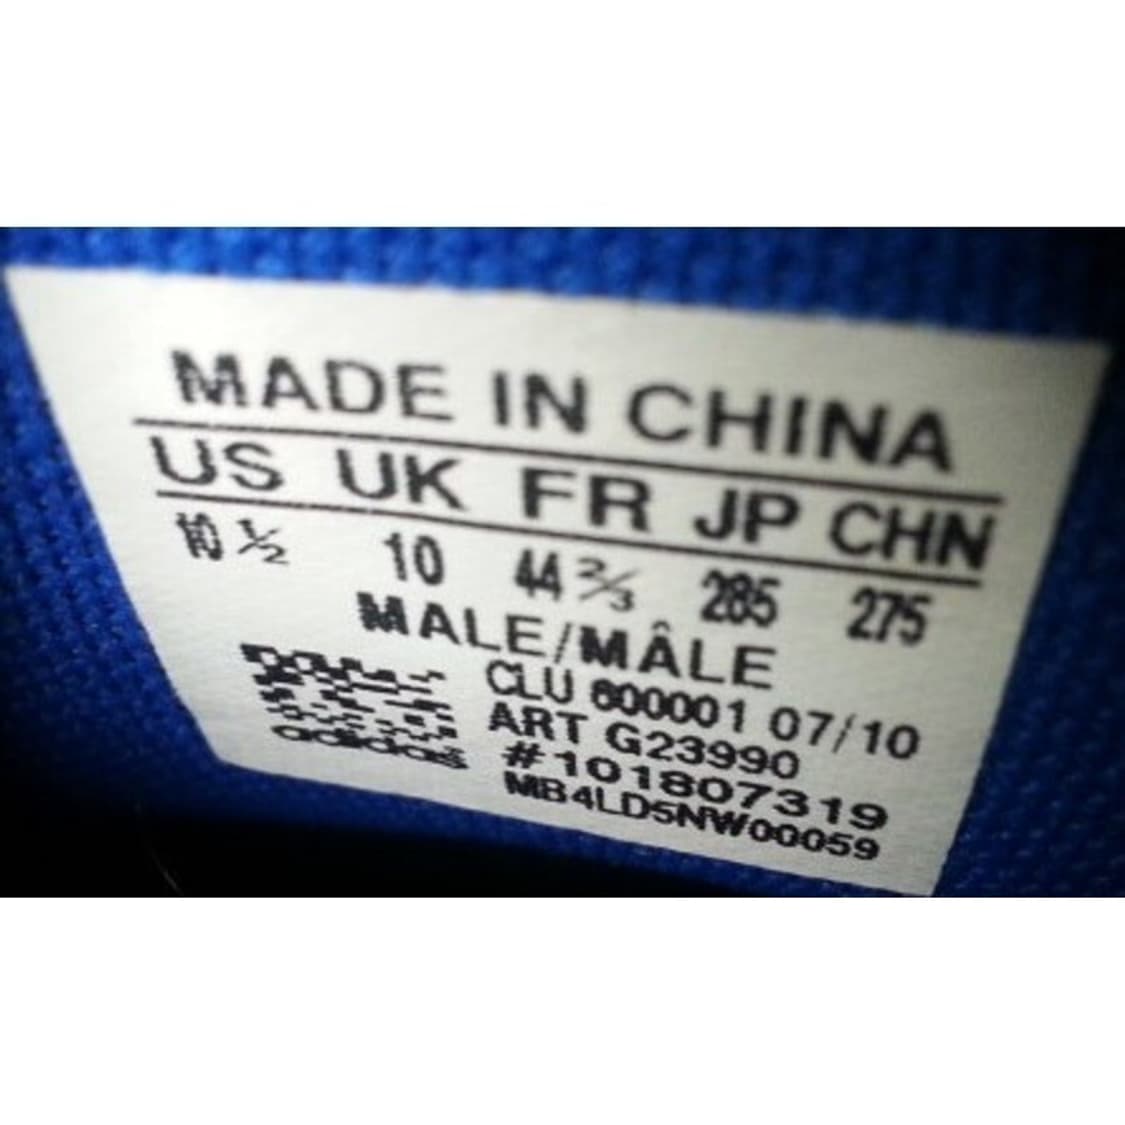 MADE IN CHINA
US UK FR JP CHN
10 ½ 10 44 ⅔ 285 275
MALE/MÂLE
CLU 600001 07/10
ART G23990
#101807319
MB4LD5NW00059
adidas